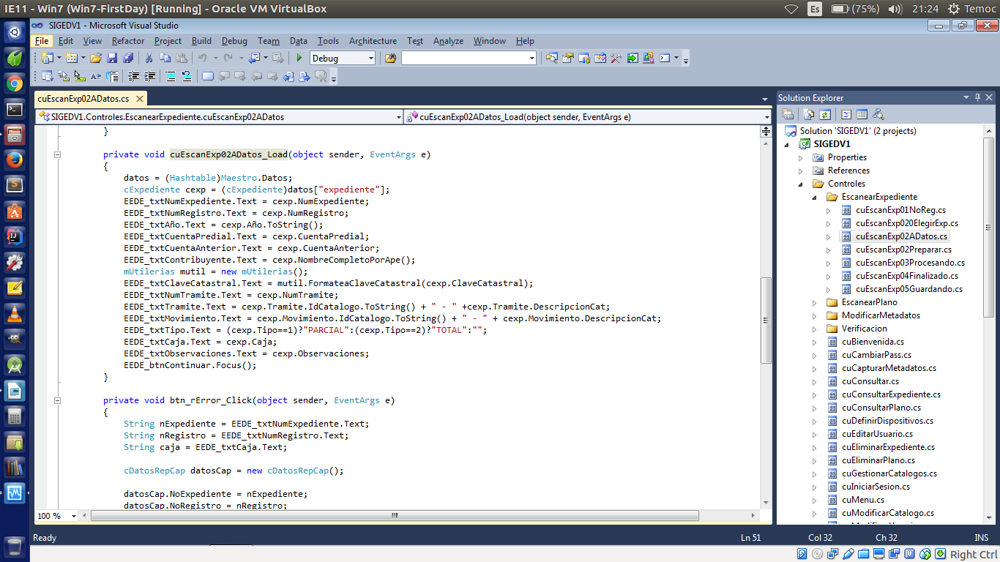 IE11 - Win7 (Win7-FirstDay) [Running] - Oracle VM VirtualBox
Es (75%) 21:24 Temoc
SIGEDV1 - Microsoft Visual Studio
File Edit View Refactor Project Build Debug Team Data Tools Architecture Test Analyze Window Help
Debug
cuEscanExp02ADatos.cs
SIGEDV1.Controles.EscanearExpediente.cuEscanExp02ADatos
cuEscanExp02ADatos_Load(object sender, EventArgs e)
}
private void cuEscanExp02ADatos_Load(object sender, EventArgs e)
{
datos = (Hashtable)Maestro.Datos;
cExpediente cexp = (cExpediente)datos["expediente"];
EEDE_txtNumExpediente.Text = cexp.NumExpediente;
EEDE_txtNumRegistro.Text = cexp.NumRegistro;
EEDE_txtAño.Text = cexp.Año.ToString();
EEDE_txtCuentaPredial.Text = cexp.CuentaPredial;
EEDE_txtCuentaAnterior.Text = cexp.CuentaAnterior;
EEDE_txtContribuyente.Text = cexp.NombreCompletoPorApe();
mUtilerias mutil = new mUtilerias();
EEDE_txtClaveCatastral.Text = mutil.FormateaClaveCatastral(cexp.ClaveCatastral);
EEDE_txtNumTramite.Text = cexp.NumTramite;
EEDE_txtTramite.Text = cexp.Tramite.IdCatalogo.ToString() + " - " +cexp.Tramite.DescripcionCat;
EEDE_txtMovimiento.Text = cexp.Movimiento.IdCatalogo.ToString() + " - " + cexp.Movimiento.DescripcionCat;
EEDE_txtTipo.Text = (cexp.Tipo==1)?"PARCIAL":(cexp.Tipo==2)?"TOTAL":"";
EEDE_txtCaja.Text = cexp.Caja;
EEDE_txtObservaciones.Text = cexp.Observaciones;
EEDE_btnContinuar.Focus();
}
private void btn_rError_Click(object sender, EventArgs e)
{
String nExpediente = EEDE_txtNumExpediente.Text;
String nRegistro = EEDE_txtNumRegistro.Text;
String caja = EEDE_txtCaja.Text;
cDatosRepCap datosCap = new cDatosRepCap();
datosCap.NoExpediente = nExpediente;
datosCap.NoRegistro = nRegistro;
100 %
Solution Explorer
Solution 'SIGEDV1' (2 projects)
SIGEDV1
Properties
References
Controles
EscanearExpediente
cuEscanExp01NoReg.cs
cuEscanExp020ElegirExp.cs
cuEscanExp02ADatos.cs
cuEscanExp02Preparar.cs
cuEscanExp03Procesando.cs
cuEscanExp04Finalizado.cs
cuEscanExp05Guardando.cs
EscanearPlano
ModificarMetadatos
Verificacion
cuBienvenida.cs
cuCambiarPass.cs
cuCapturarMetadatos.cs
cuConsultar.cs
cuConsultarExpediente.cs
cuConsultarPlano.cs
cuDefinirDispositivos.cs
cuEditarUsuario.cs
cuEliminarExpediente.cs
cuEliminarPlano.cs
cuGestionarCatalogos.cs
cuIniciarSesion.cs
cuMenu.cs
cuModificarCatalogo.cs
Ready Ln 51 Col 32 Ch 32 INS
Right Ctrl